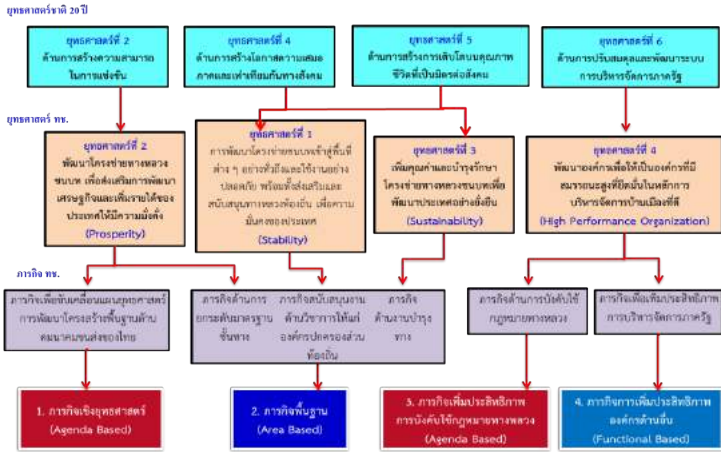 ยุทธศาสตร์ชาติ 20 ปี
ยุทธศาสตร์ที่ 2
ด้านการสร้างความสามารถ
ในการแข่งขัน
ยุทธศาสตร์ที่ 4
ด้านการสร้างโอกาสความเสมอ
ภาคและเท่าเทียมกันทางสังคม
ยุทธศาสตร์ที่ 5
ด้านการสร้างการเติบโตบนคุณภาพ
ชีวิตที่เป็นมิตรต่อสังคม
ยุทธศาสตร์ที่ 6
ด้านการปรับสมดุลและพัฒนาระบบ
การบริหารจัดการภาครัฐ
ยุทธศาสตร์ ทช.
ยุทธศาสตร์ที่ 2
พัฒนาโครงข่ายทางหลวง
ชนบท เพื่อส่งเสริมการพัฒนา
เศรษฐกิจและเพิ่มรายได้ของ
ประเทศให้มีความมั่งคั่ง
(Prosperity)
ยุทธศาสตร์ที่ 1
การพัฒนาโครงข่ายชนบทเข้าสู่พื้นที่
ต่าง ๆ อย่างทั่วถึงและใช้งานอย่าง
ปลอดภัย พร้อมทั้งส่งเสริมและ
สนับสนุนทางหลวงท้องถิ่น เพื่อความ
มั่นคงของประเทศ
(Stability)
ยุทธศาสตร์ที่ 3
เพิ่มคุณค่าและบำรุงรักษา
โครงข่ายทางหลวงชนบทเพื่อ
พัฒนาประเทศอย่างยั่งยืน
(Sustainability)
ยุทธศาสตร์ที่ 4
พัฒนาองค์กรเพื่อให้เป็นองค์กรที่มี
สมรรถนะสูงที่ยึดมั่นในหลักการ
บริหารจัดการบ้านเมืองที่ดี
(High Performance Organization)
ภารกิจ ทช.
ภารกิจเพื่อขับเคลื่อนแผนยุทธศาสตร์
การพัฒนาโครงสร้างพื้นฐานด้าน
คมนาคมขนส่งของไทย
ภารกิจด้านการ
ยกระดับมาตรฐาน
ชั้นทาง
ภารกิจสนับสนุนงาน
ด้านวิชาการให้แก่
องค์กรปกครองส่วน
ท้องถิ่น
ภารกิจ
ด้านงานบำรุง
ทาง
ภารกิจด้านการบังคับใช้
กฎหมายทางหลวง
ภารกิจเพิ่มประสิทธิภาพ
การบริหารจัดการภาครัฐ
1. ภารกิจเชิงยุทธศาสตร์
(Agenda Based)
2. ภารกิจพื้นฐาน
(Area Based)
3. ภารกิจเพิ่มประสิทธิภาพ
การบังคับใช้กฎหมายทางหลวง
(Agenda Based)
4. ภารกิจการเพิ่มประสิทธิภาพ
องค์กรด้านอื่น
(Functional Based)